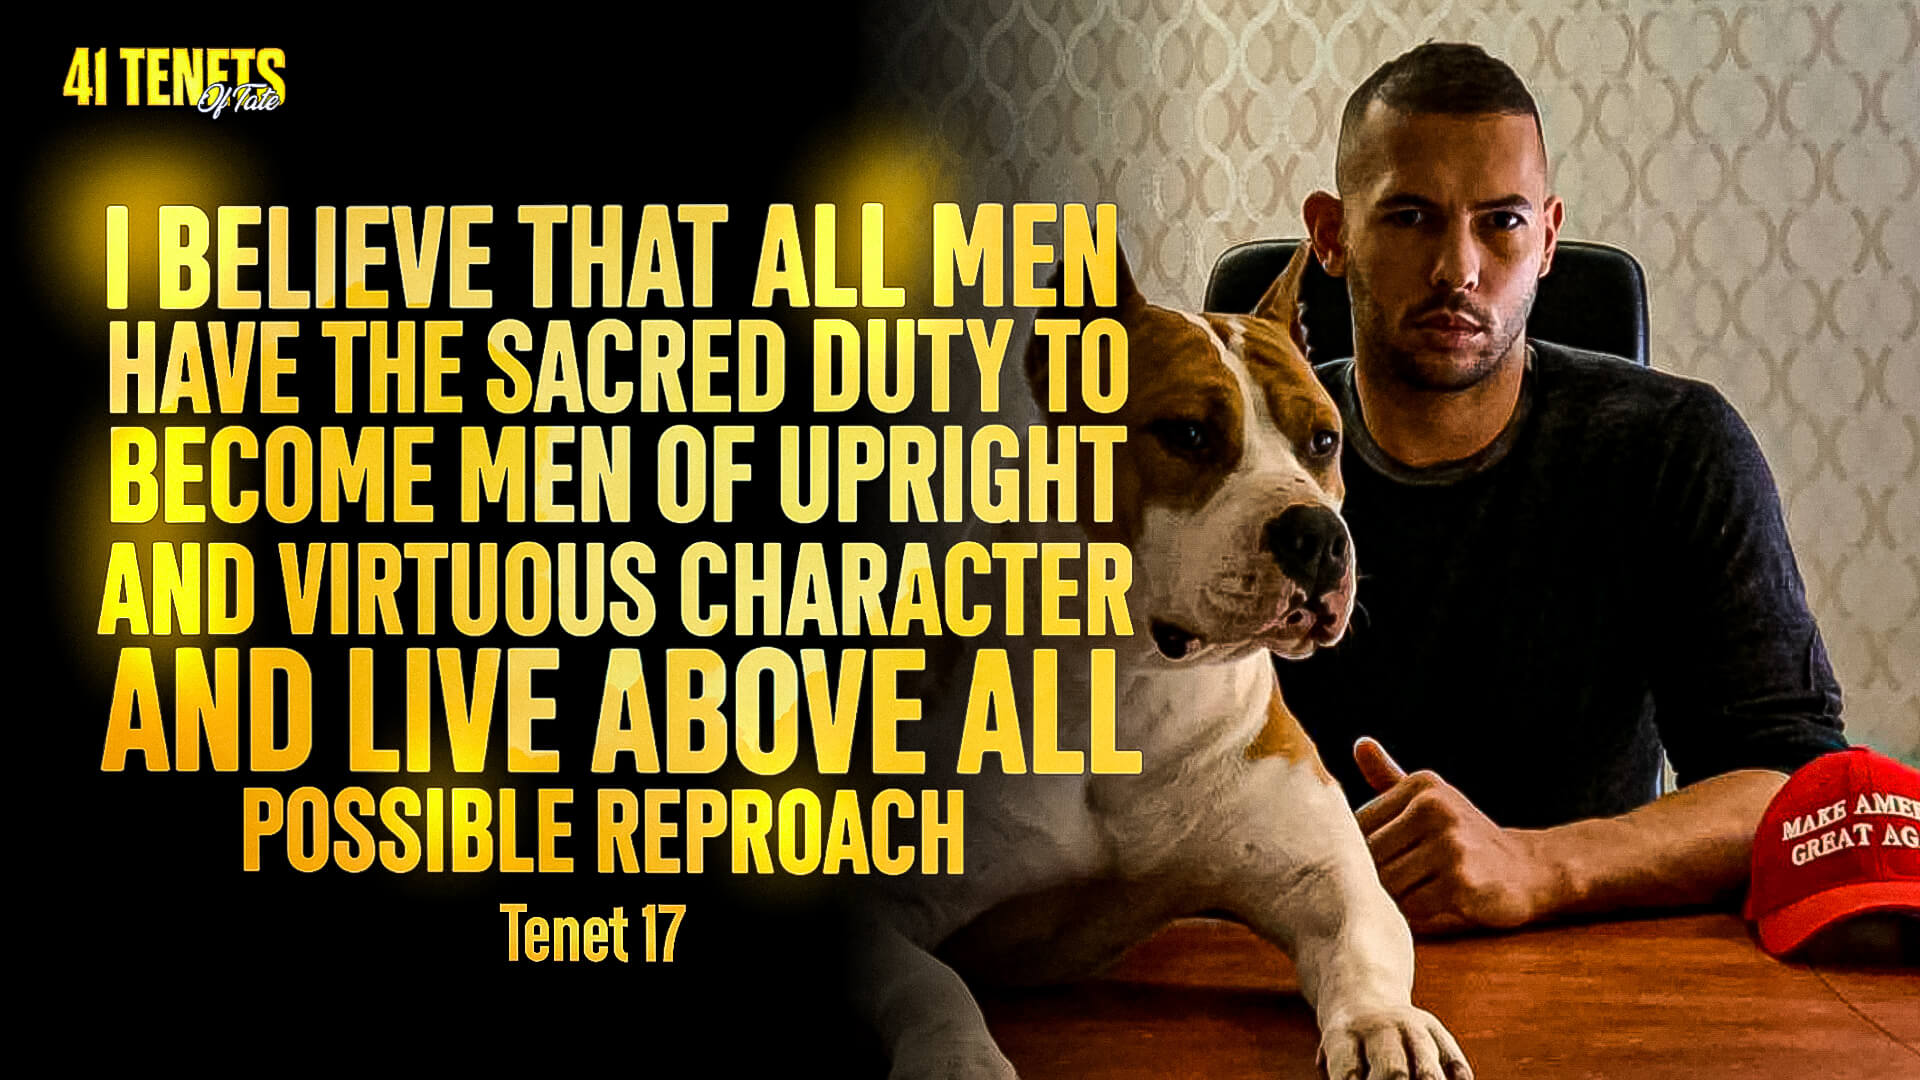 41 TENETS
Of Tate
I BELIEVE THAT ALL MEN
HAVE THE SACRED DUTY TO
BECOME MEN OF UPRIGHT
AND VIRTUOUS CHARACTER
AND LIVE ABOVE ALL
POSSIBLE REPROACH
Tenet 17
MAKE AME
GREAT AG